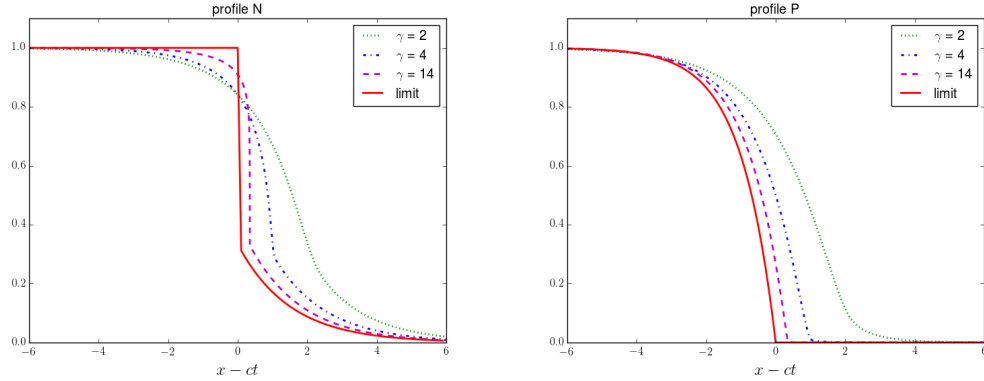 profile N
1.0
0.8
0.6
0.4
0.2
0.0
−6
−4
−2
0
2
4
6
x − ct
γ = 2
γ = 4
γ = 14
limit
profile P
1.0
0.8
0.6
0.4
0.2
0.0
−6
−4
−2
0
2
4
6
x − ct
γ = 2
γ = 4
γ = 14
limit